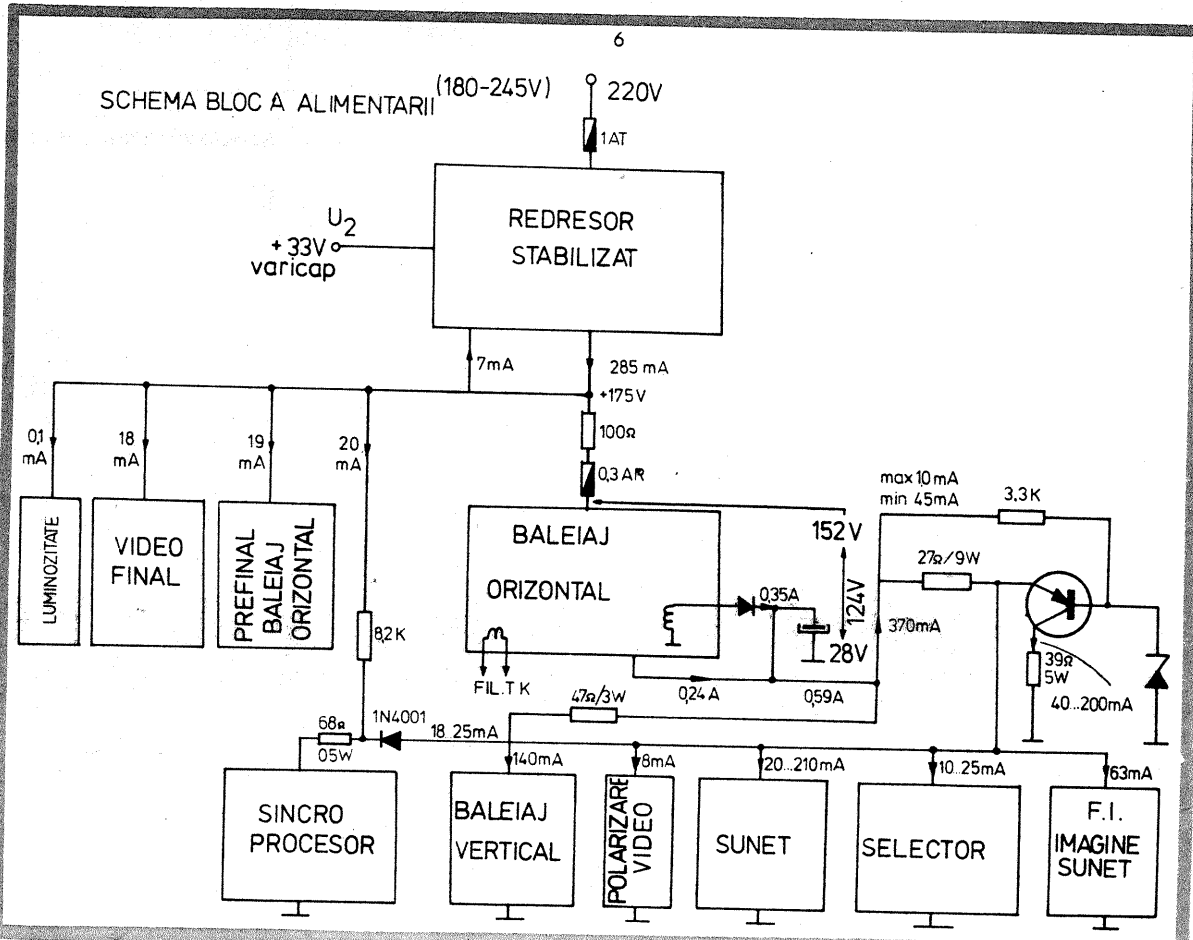 6
SCHEMA BLOC A ALIMENTARII
(180-245V)
220V
1AT
REDRESOR
STABILIZAT
U2
+33V
varicap
7mA
285 mA
+175V
100Ω
0,3 AR
0,1
mA
18
mA
19
mA
20
mA
LUMINOZITATE
VIDEO
FINAL
PREFINAL
BALEIAJ
ORIZONTAL
8,2K
BALEIAJ
ORIZONTAL
FIL.TK
0,35A
152V
124V
28V
0,24A
0,59A
370mA
max 10mA
min 4.5mA
3.3K
27Ω/9W
39Ω
5W
40...200mA
47Ω/3W
68Ω
05W
1N4001
18..25mA
140mA
8mA
20...210mA
10..25mA
63mA
SINCRO
PROCESOR
BALEIAJ
VERTICAL
POLARIZARE
VIDEO
SUNET
SELECTOR
F.I.
IMAGINE
SUNET